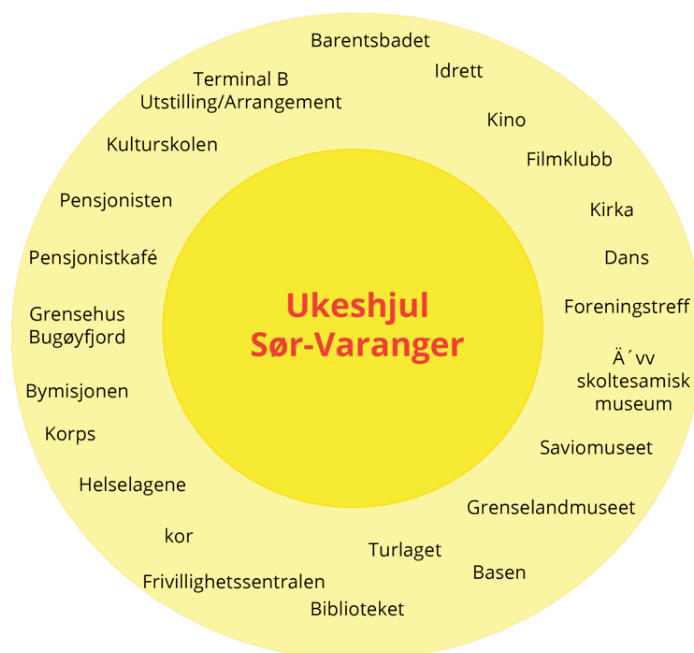 Barentsbadet
Idrett
Kino
Filmklubb
Kirka
Dans
Foreningstreff
Ä´vv
skoltesamisk
museum
Saviomuseet
Grenselandmuseet
Basen
Turlaget
Biblioteket
Frivillighetssentralen
kor
Helselagene
Korps
Bymisjonen
Grensehus
Bugøyfjord
Pensjonistkafé
Pensjonisten
Kulturskolen
Terminal B
Utstilling/Arrangement
Ukeshjul
Sør-Varanger